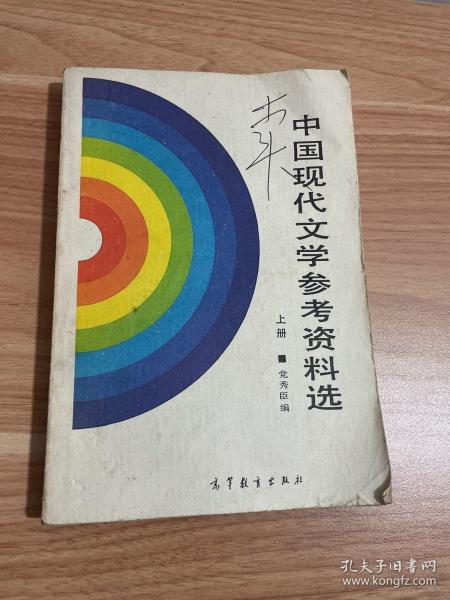 中国现代文学参考资料选
上册
党秀臣编
高等教育出版社
孔夫子旧书网
www.kongfz.com